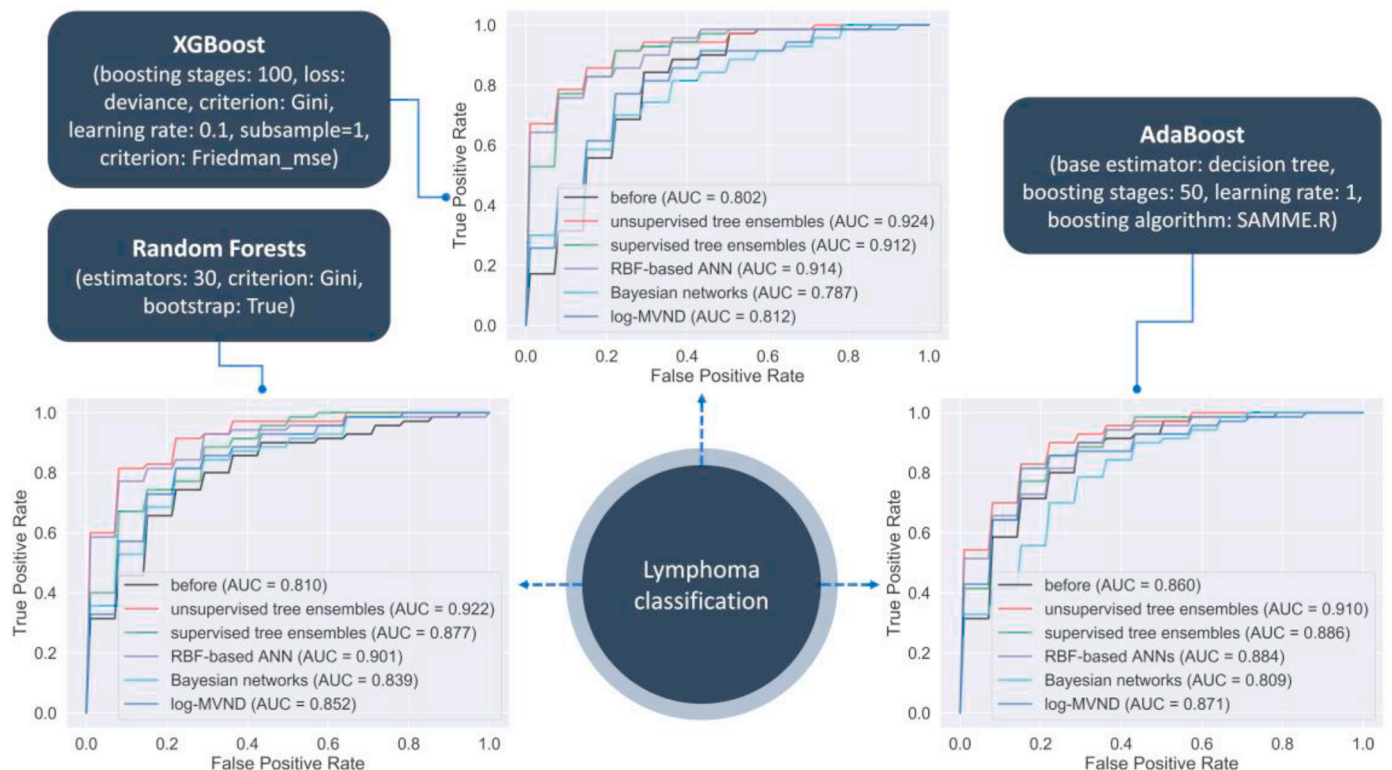 XGBoost
(boosting stages: 100, loss:
deviance, criterion: Gini,
learning rate: 0.1, subsample=1,
criterion: Friedman_mse)
Random Forests
(estimators: 30, criterion: Gini,
bootstrap: True)
True Positive Rate
1.0
0.8
0.6
0.4
0.2
0.0
before (AUC = 0.802)
unsupervised tree ensembles (AUC = 0.924)
supervised tree ensembles (AUC = 0.912)
RBF-based ANN (AUC = 0.914)
Bayesian networks (AUC = 0.787)
log-MVND (AUC = 0.812)
0.0 0.2 0.4 0.6 0.8 1.0
False Positive Rate
AdaBoost
(base estimator: decision tree,
boosting stages: 50, learning rate: 1,
boosting algorithm: SAMME.R)
True Positive Rate
1.0
0.8
0.6
0.4
0.2
0.0
before (AUC = 0.810)
unsupervised tree ensembles (AUC = 0.922)
supervised tree ensembles (AUC = 0.877)
RBF-based ANN (AUC = 0.901)
Bayesian networks (AUC = 0.839)
log-MVND (AUC = 0.852)
0.0 0.2 0.4 0.6 0.8 1.0
False Positive Rate
Lymphoma
classification
True Positive Rate
1.0
0.8
0.6
0.4
0.2
0.0
before (AUC = 0.860)
unsupervised tree ensembles (AUC = 0.910)
supervised tree ensembles (AUC = 0.886)
RBF-based ANNs (AUC = 0.884)
Bayesian networks (AUC = 0.809)
log-MVND (AUC = 0.871)
0.0 0.2 0.4 0.6 0.8 1.0
False Positive Rate